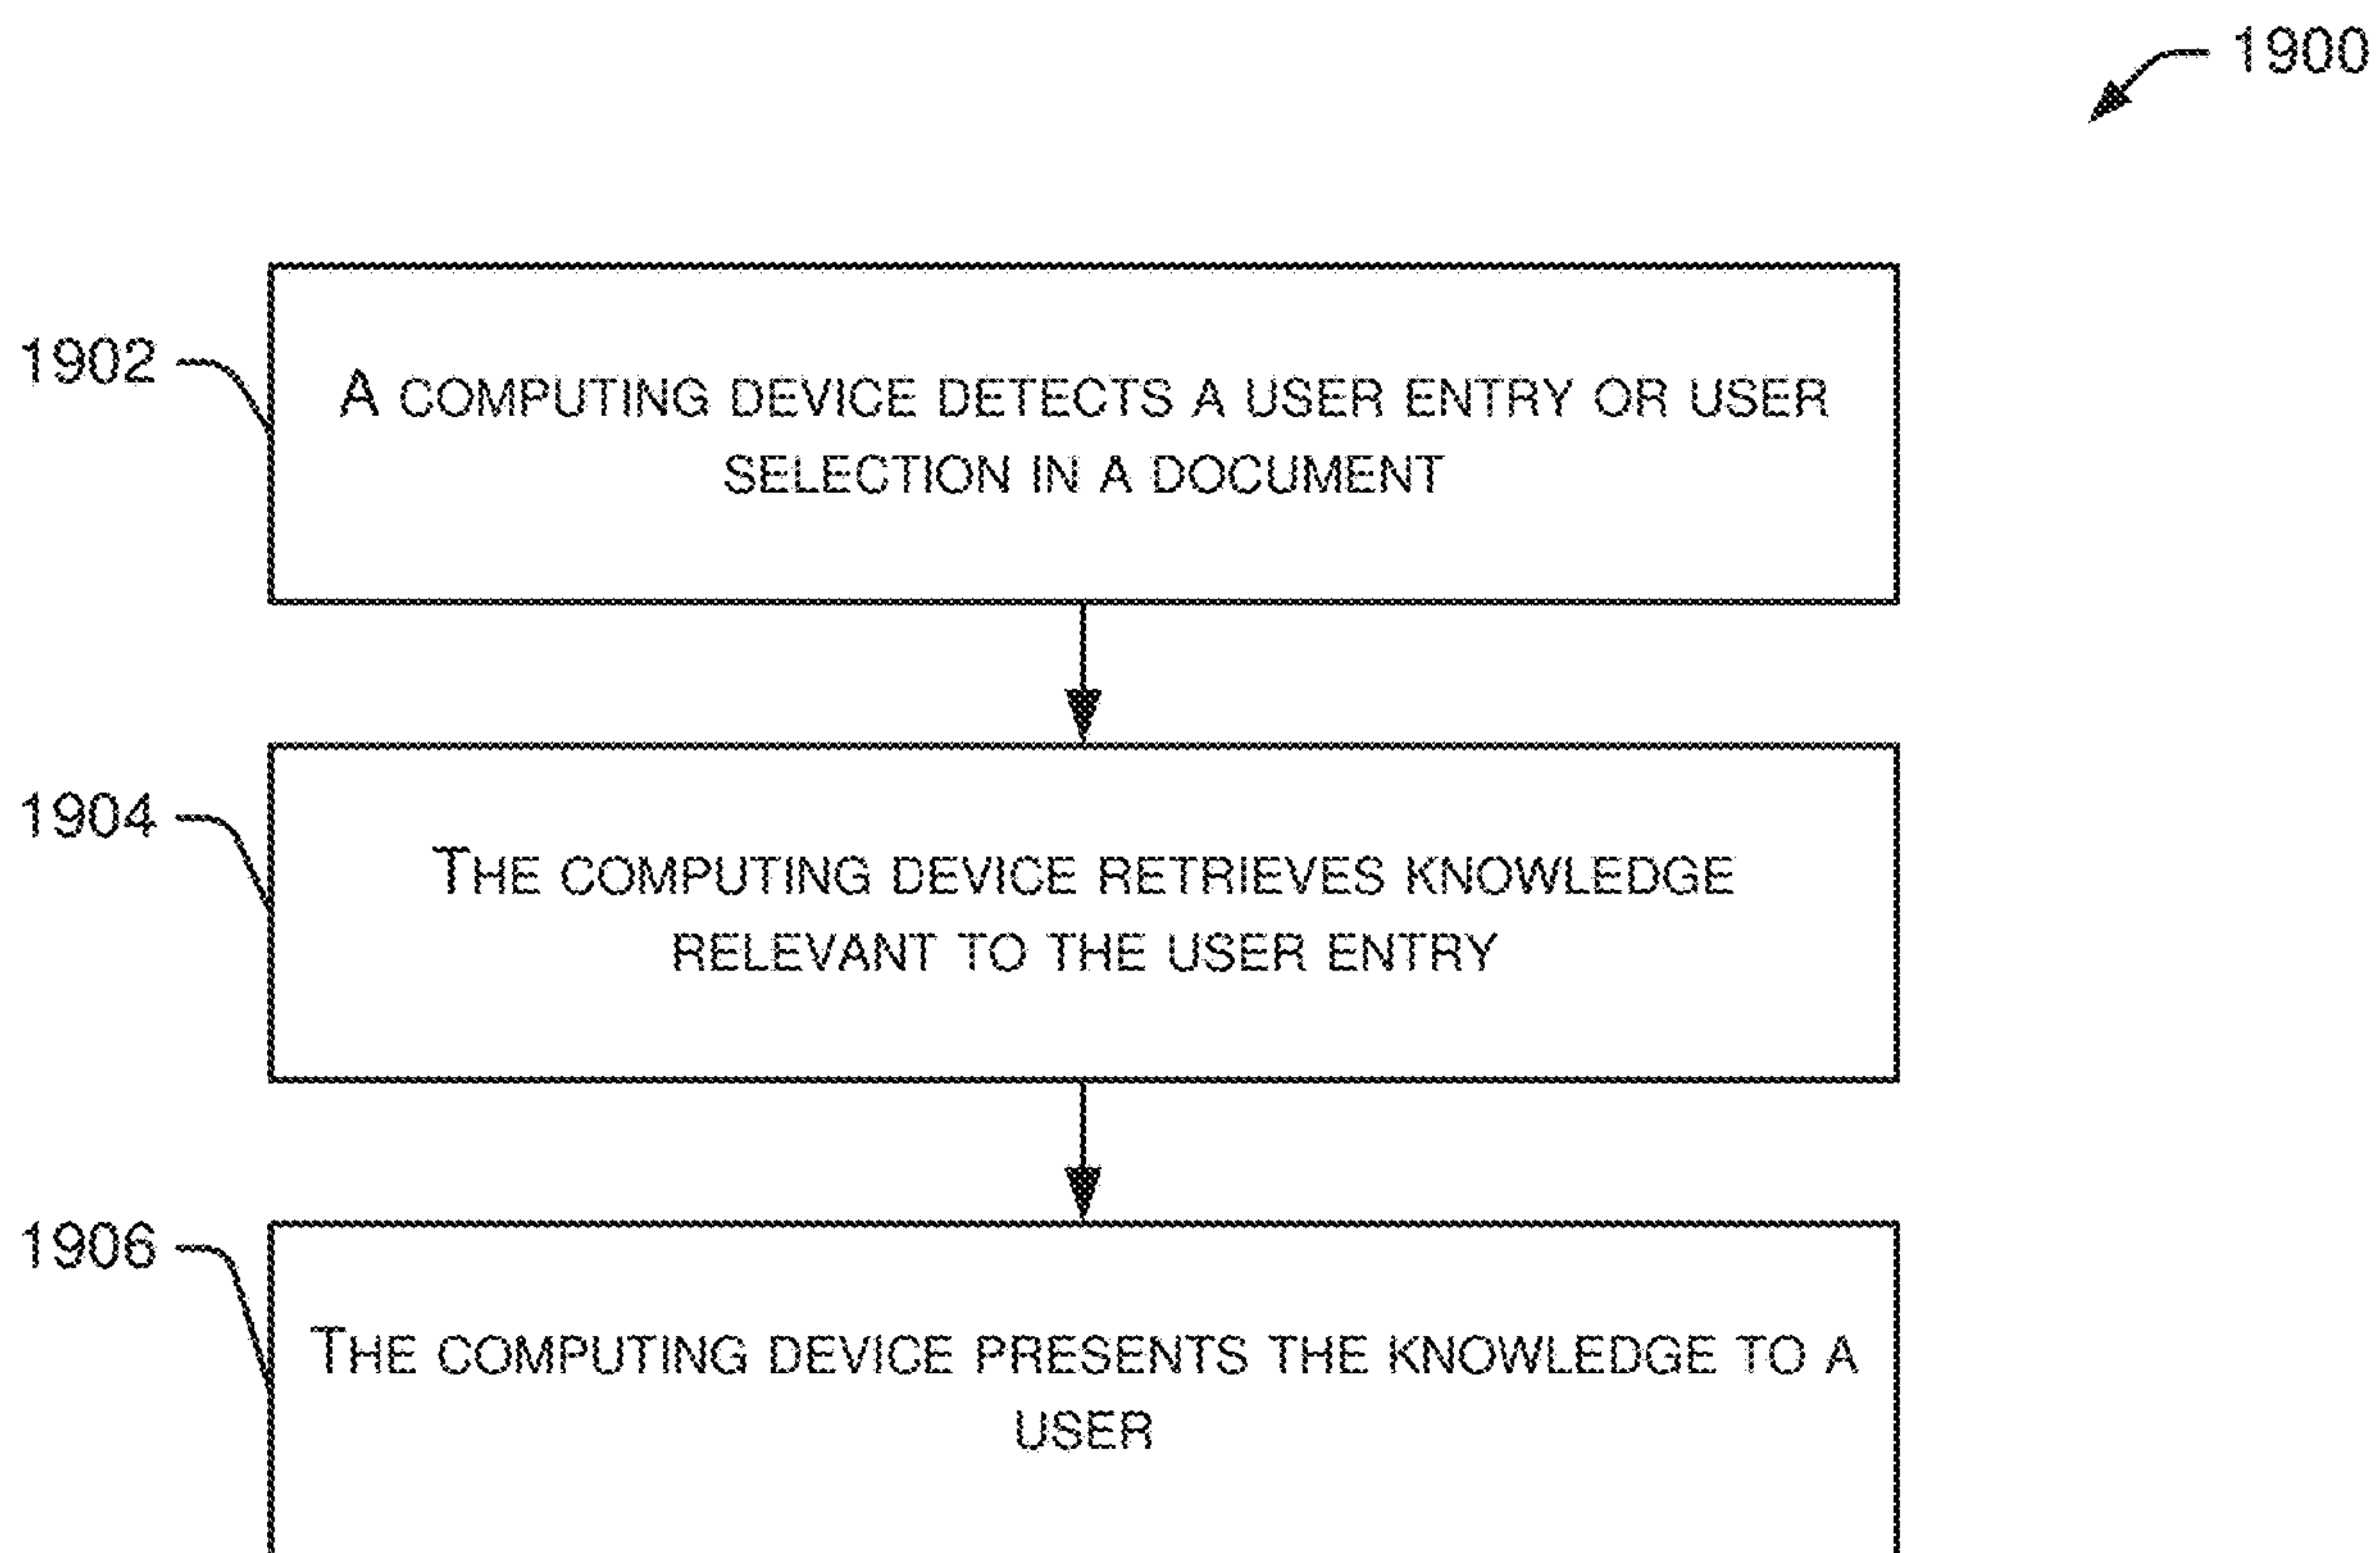 1900
1902
A COMPUTING DEVICE DETECTS A USER ENTRY OR USER
SELECTION IN A DOCUMENT
1904
THE COMPUTING DEVICE RETRIEVES KNOWLEDGE
RELEVANT TO THE USER ENTRY
1906
THE COMPUTING DEVICE PRESENTS THE KNOWLEDGE TO A
USER